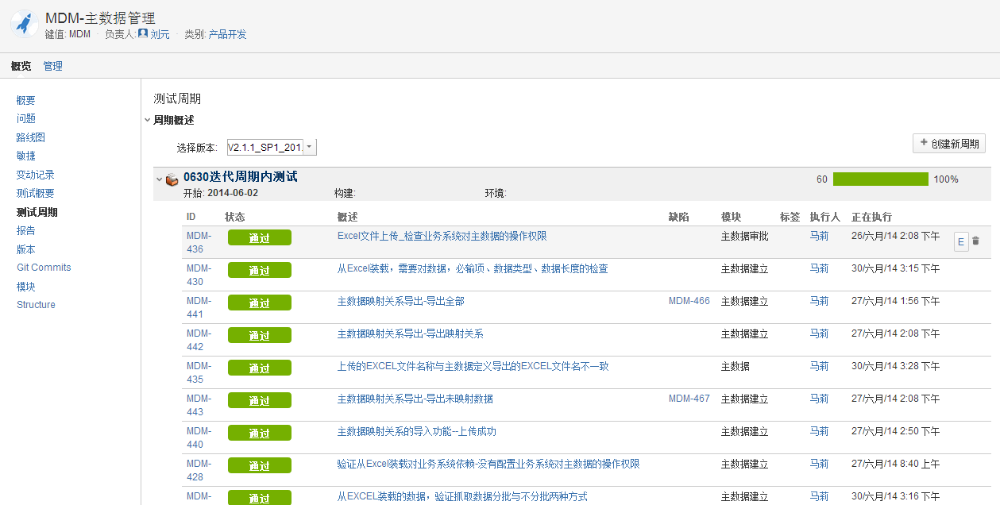 MDM-主数据管理
键值: MDM · 负责人: 刘元 · 类别: 产品开发
概览 管理
概要
问题
路线图
敏捷
变动记录
测试概要
测试周期
报告
版本
Git Commits
模块
Structure
测试周期
周期概述
选择版本: V2.1.1_SP1_201
+ 创建新周期
0630迭代周期内测试 60 100%
开始: 2014-06-02 构建: 环境:
ID 状态 概述 缺陷 模块 标签 执行人 正在执行
MDM-436 通过 Excel文件上传_检查业务系统对主数据的操作权限 主数据审批 马莉 26/六月/14 2:08 下午 E
MDM-430 通过 从Excel装载，需要对数据，必输项、数据类型、数据长度的检查 主数据建立 马莉 30/六月/14 3:15 下午
MDM-441 通过 主数据映射关系导出-导出全部 MDM-466 主数据建立 马莉 27/六月/14 1:56 下午
MDM-442 通过 主数据映射关系导出-导出映射关系 主数据建立 马莉 27/六月/14 2:08 下午
MDM-435 通过 上传的EXCEL文件名称与主数据定义导出的EXCEL文件名不一致 主数据 马莉 30/六月/14 3:28 下午
MDM-443 通过 主数据映射关系导出-导出未映射数据 MDM-467 主数据建立 马莉 27/六月/14 2:08 下午
MDM-440 通过 主数据映射关系的导入功能--上传成功 主数据建立 马莉 27/六月/14 2:50 下午
MDM-428 通过 验证从Excel装载对业务系统依赖-没有配置业务系统对主数据的操作权限 主数据建立 马莉 27/六月/14 8:40 上午
MDM- 通过 从EXCEL装载的数据，验证抓取数据分批与不分批两种方式 主数据建立 马莉 30/六月/14 3:16 下午